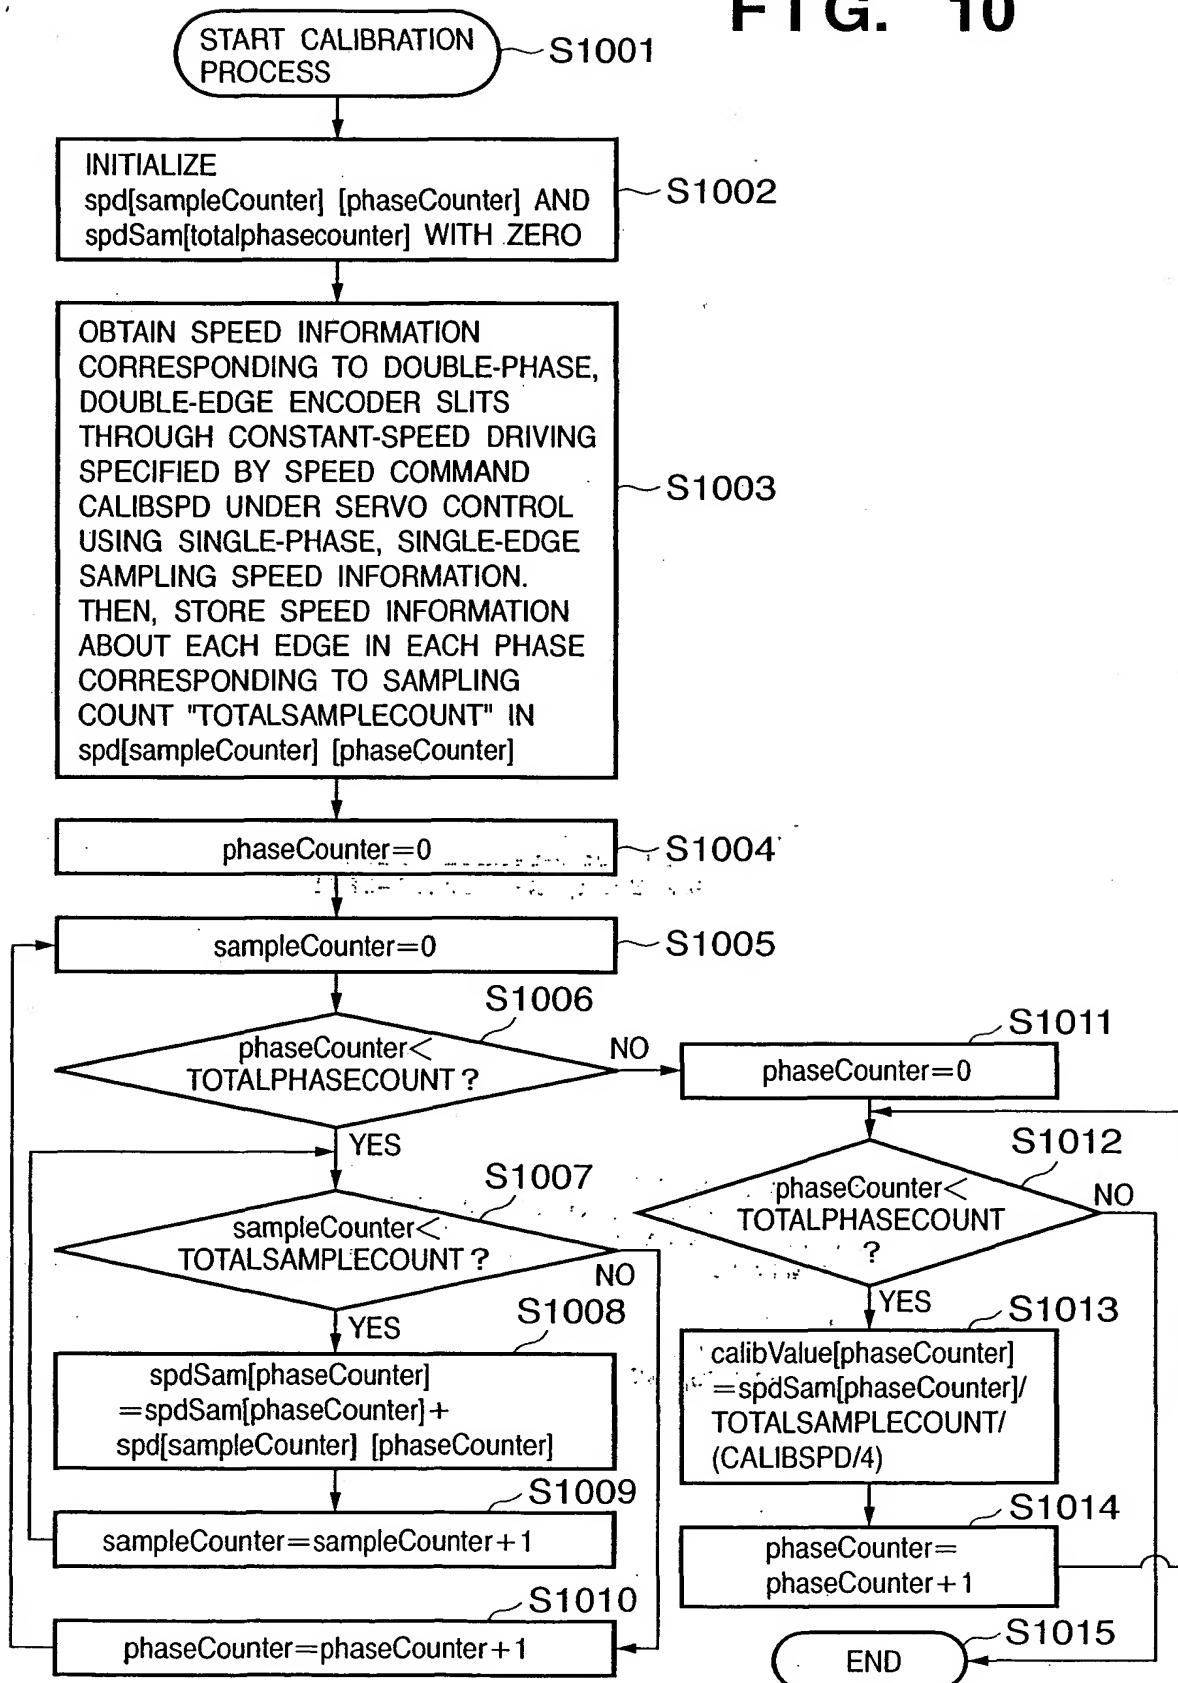 FIG. 10
START CALIBRATION
PROCESS
S1001
INITIALIZE
spd[sampleCounter] [phaseCounter] AND
spdSam[totalphasecounter] WITH ZERO
S1002
OBTAIN SPEED INFORMATION
CORRESPONDING TO DOUBLE-PHASE,
DOUBLE-EDGE ENCODER SLITS
THROUGH CONSTANT-SPEED DRIVING
SPECIFIED BY SPEED COMMAND
CALIBSPD UNDER SERVO CONTROL
USING SINGLE-PHASE, SINGLE-EDGE
SAMPLING SPEED INFORMATION.
THEN, STORE SPEED INFORMATION
ABOUT EACH EDGE IN EACH PHASE
CORRESPONDING TO SAMPLING
COUNT "TOTALSAMPLECOUNT" IN
spd[sampleCounter] [phaseCounter]
S1003
phaseCounter=0
S1004
sampleCounter=0
S1005
S1006
phaseCounter<
TOTALPHASECOUNT ?
NO
YES
S1007
sampleCounter<
TOTALSAMPLECOUNT ?
NO
YES
S1008
spdSam[phaseCounter]
=spdSam[phaseCounter]+
spd[sampleCounter] [phaseCounter]
S1009
sampleCounter=sampleCounter+1
S1010
phaseCounter=phaseCounter+1
S1011
phaseCounter=0
S1012
phaseCounter<
TOTALPHASECOUNT
?
NO
YES
S1013
calibValue[phaseCounter]
=spdSam[phaseCounter]/
TOTALSAMPLECOUNT/
(CALIBSPD/4)
S1014
phaseCounter=
phaseCounter+1
S1015
END